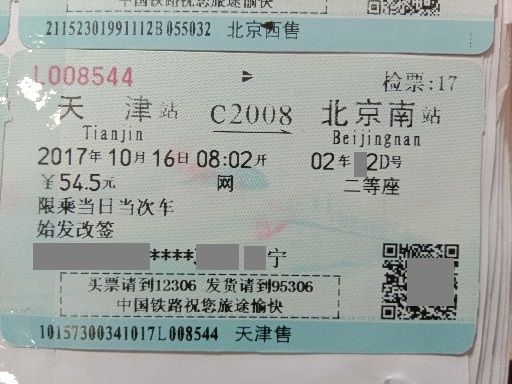 中国铁路祝您旅途愉快
21152301991112B055032 北京西售
L008544 检票:17
天津站 C2008 北京南站
Tianjin Beijingnan
2017年10月16日08:02开 02车 2D号
￥54.5元 网 二等座
限乘当日当次车
始发改签
**** 宁
买票请到12306 发货请到95306
中国铁路祝您旅途愉快
10157300341017L008544 天津售